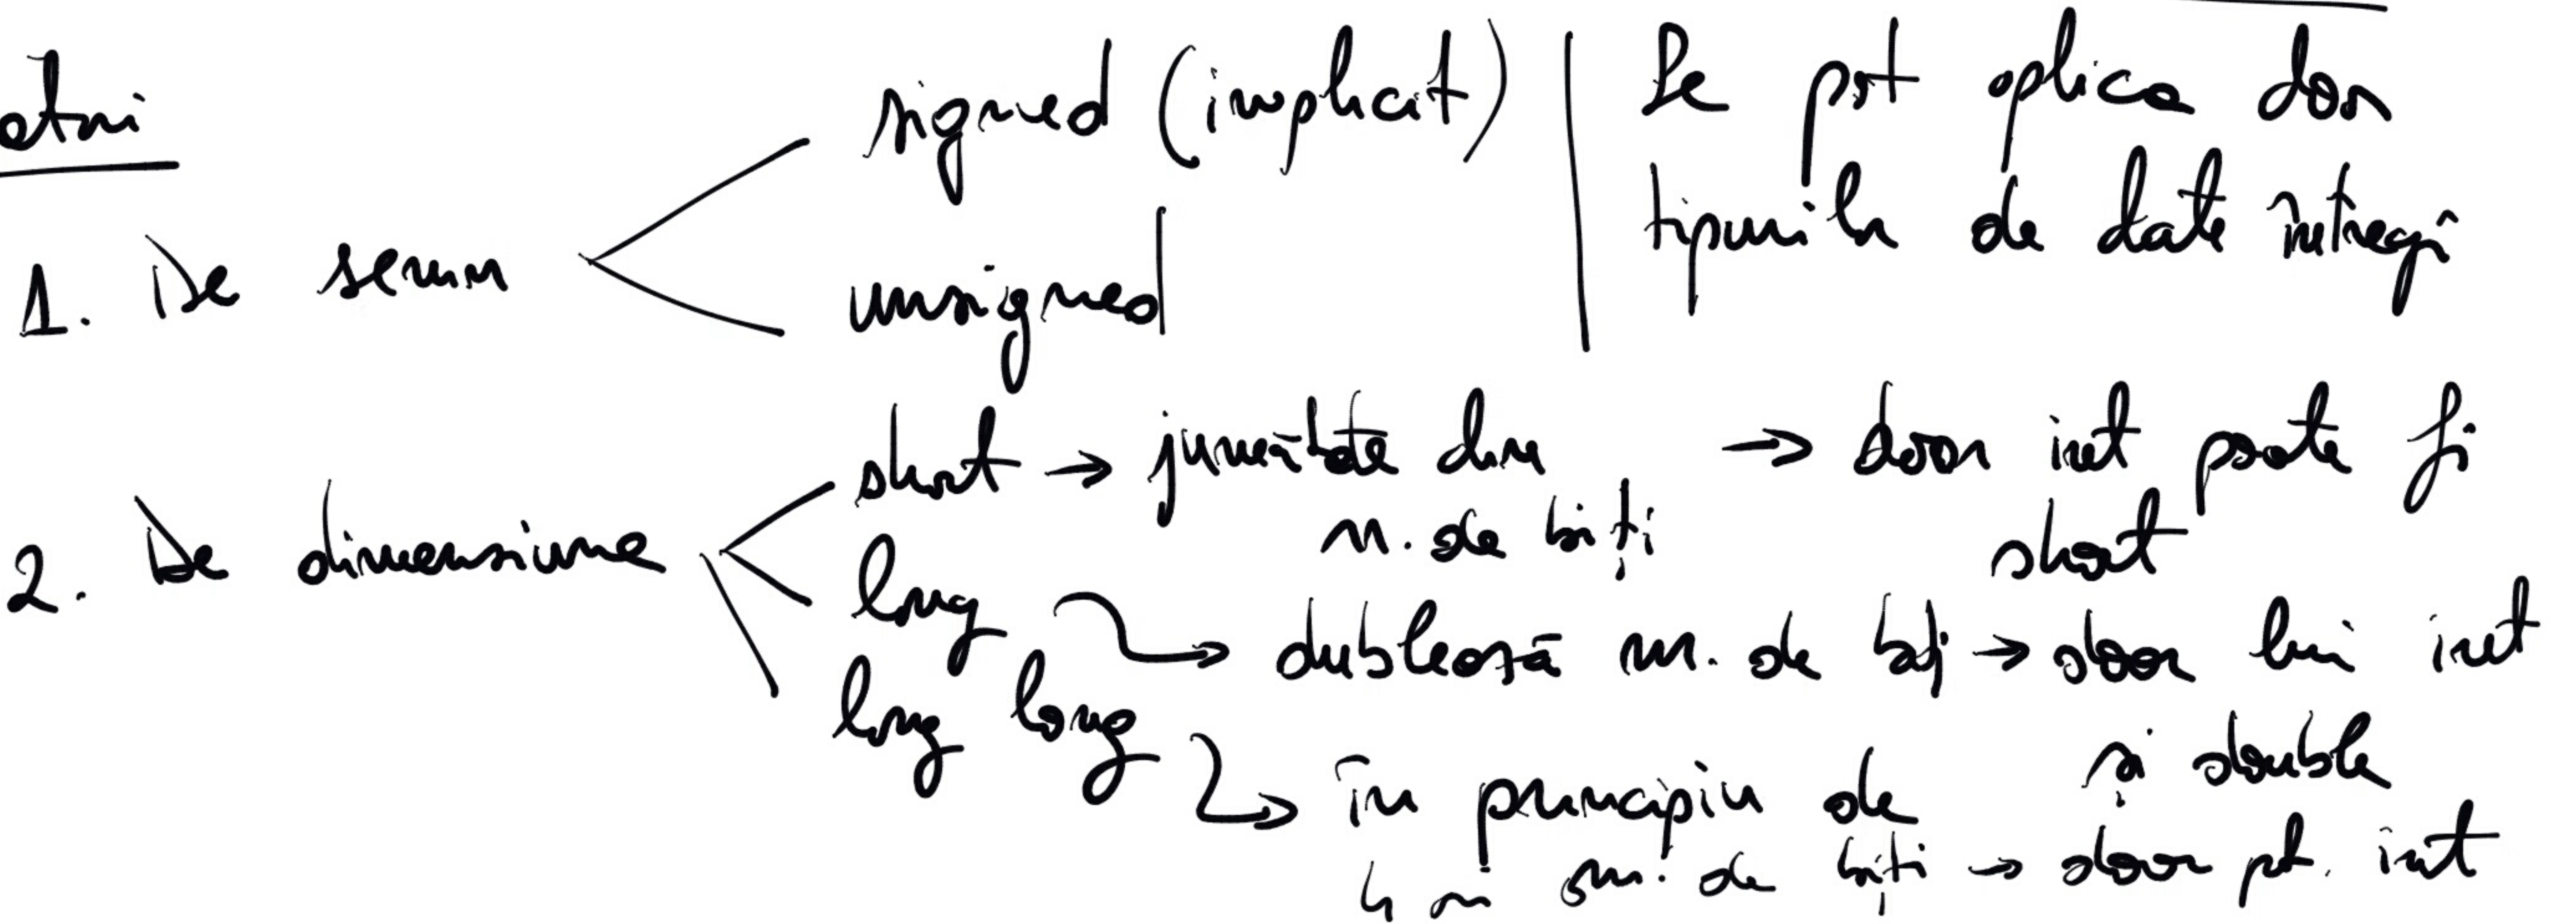 signed (implicit) | Se pot aplica doar
tipurilor de date întregi
1. De semn
unsigned
short → jumătate din → doar int poate fi
nr. de biți short
2. De dimensiune
long → dublează nr. de biți → doar lui int
și double
long long → în principiu de
4 ori nr. de biți → doar pt. int